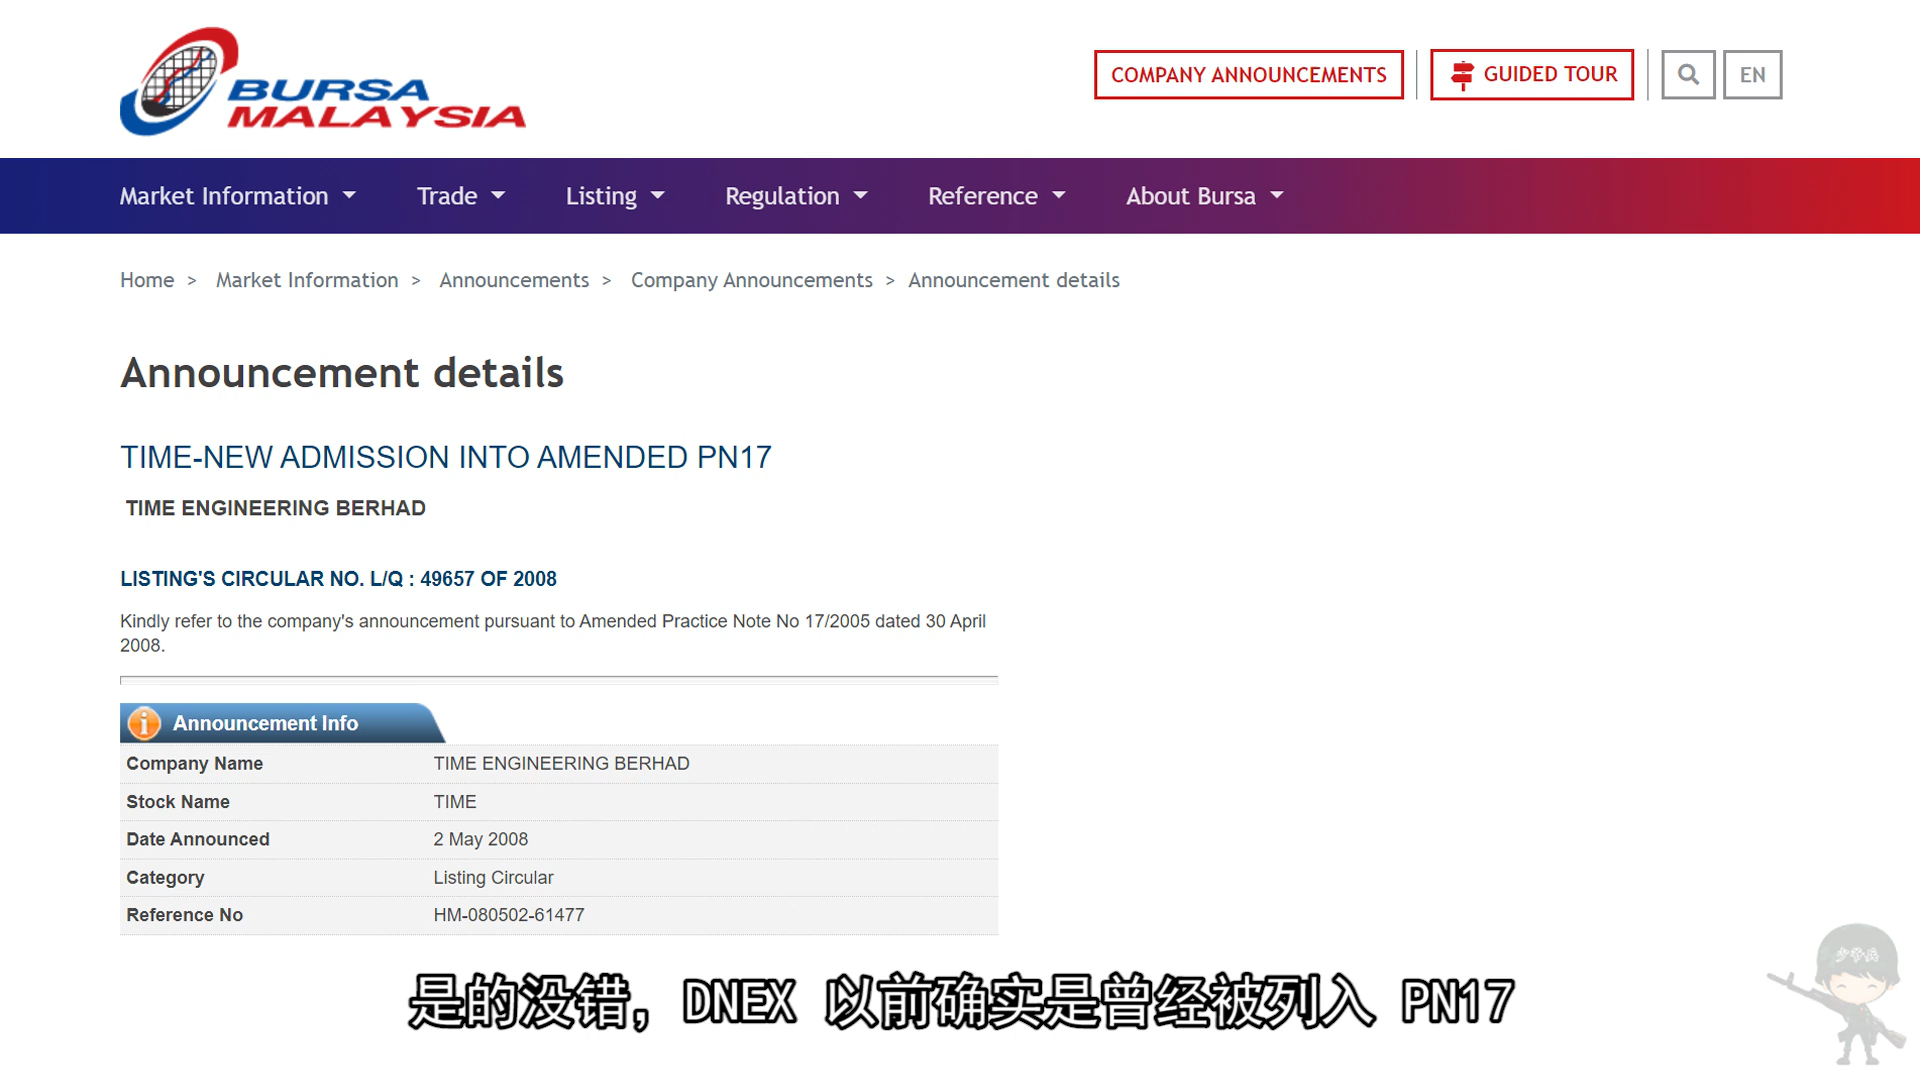 BURSA
MALAYSIA
COMPANY ANNOUNCEMENTS
GUIDED TOUR
EN
Market Information
Trade
Listing
Regulation
Reference
About Bursa
Home > Market Information > Announcements > Company Announcements > Announcement details
Announcement details
TIME-NEW ADMISSION INTO AMENDED PN17
TIME ENGINEERING BERHAD
LISTING'S CIRCULAR NO. L/Q : 49657 OF 2008
Kindly refer to the company's announcement pursuant to Amended Practice Note No 17/2005 dated 30 April
2008.
Announcement Info
Company Name TIME ENGINEERING BERHAD
Stock Name TIME
Date Announced 2 May 2008
Category Listing Circular
Reference No HM-080502-61477
是的没错，DNEX 以前确实是曾经被列入 PN17